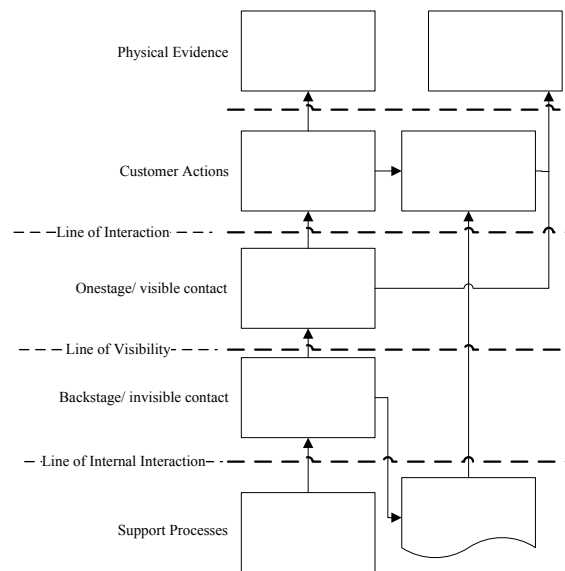 Physical Evidence
Customer Actions
Line of Interaction
Onestage/ visible contact
Line of Visibility
Backstage/ invisible contact
Line of Internal Interaction
Support Processes